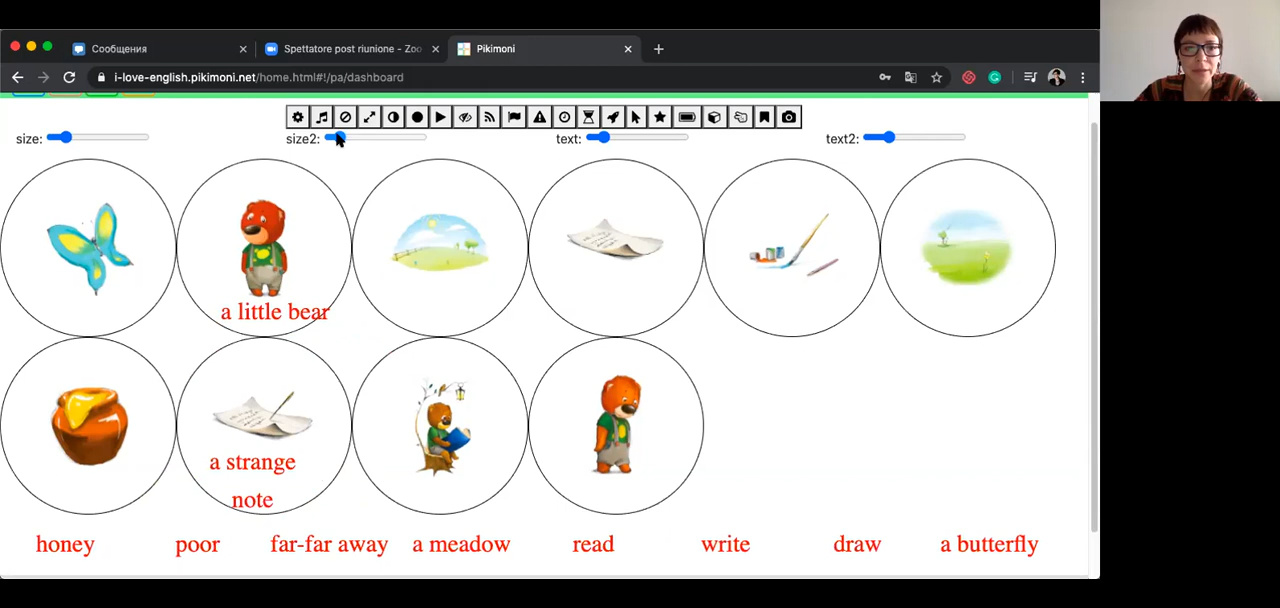 Сообщения
Spettatore post riunione - Zoo
Pikimoni
i-love-english.pikimoni.net/home.html#!/pa/dashboard
size:
size2:
text:
text2:
a little bear
a strange
note
honey poor far-far away a meadow read write draw a butterfly